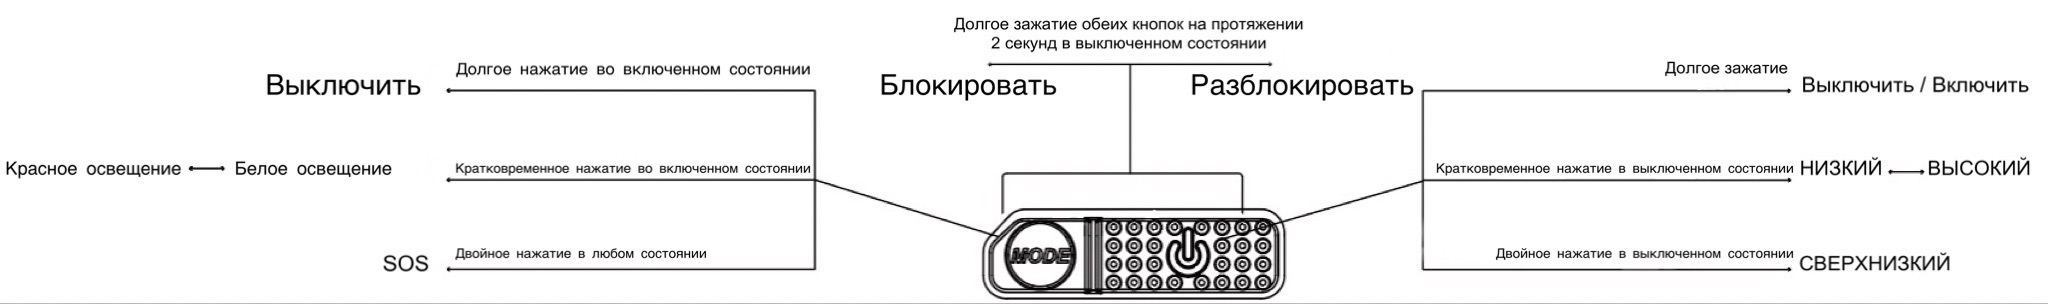 Долгое зажатие обеих кнопок на протяжении
2 секунд в выключенном состоянии
Выключить
Долгое нажатие во включенном состоянии
Блокировать
Разблокировать
Долгое зажатие
Выключить / Включить
Красное освещение
Белое освещение
Кратковременное нажатие во включенном состоянии
Кратковременное нажатие в выключенном состоянии
НИЗКИЙ
ВЫСОКИЙ
SOS
Двойное нажатие в любом состоянии
MODE
Двойное нажатие в выключенном состоянии
СВЕРХНИЗКИЙ